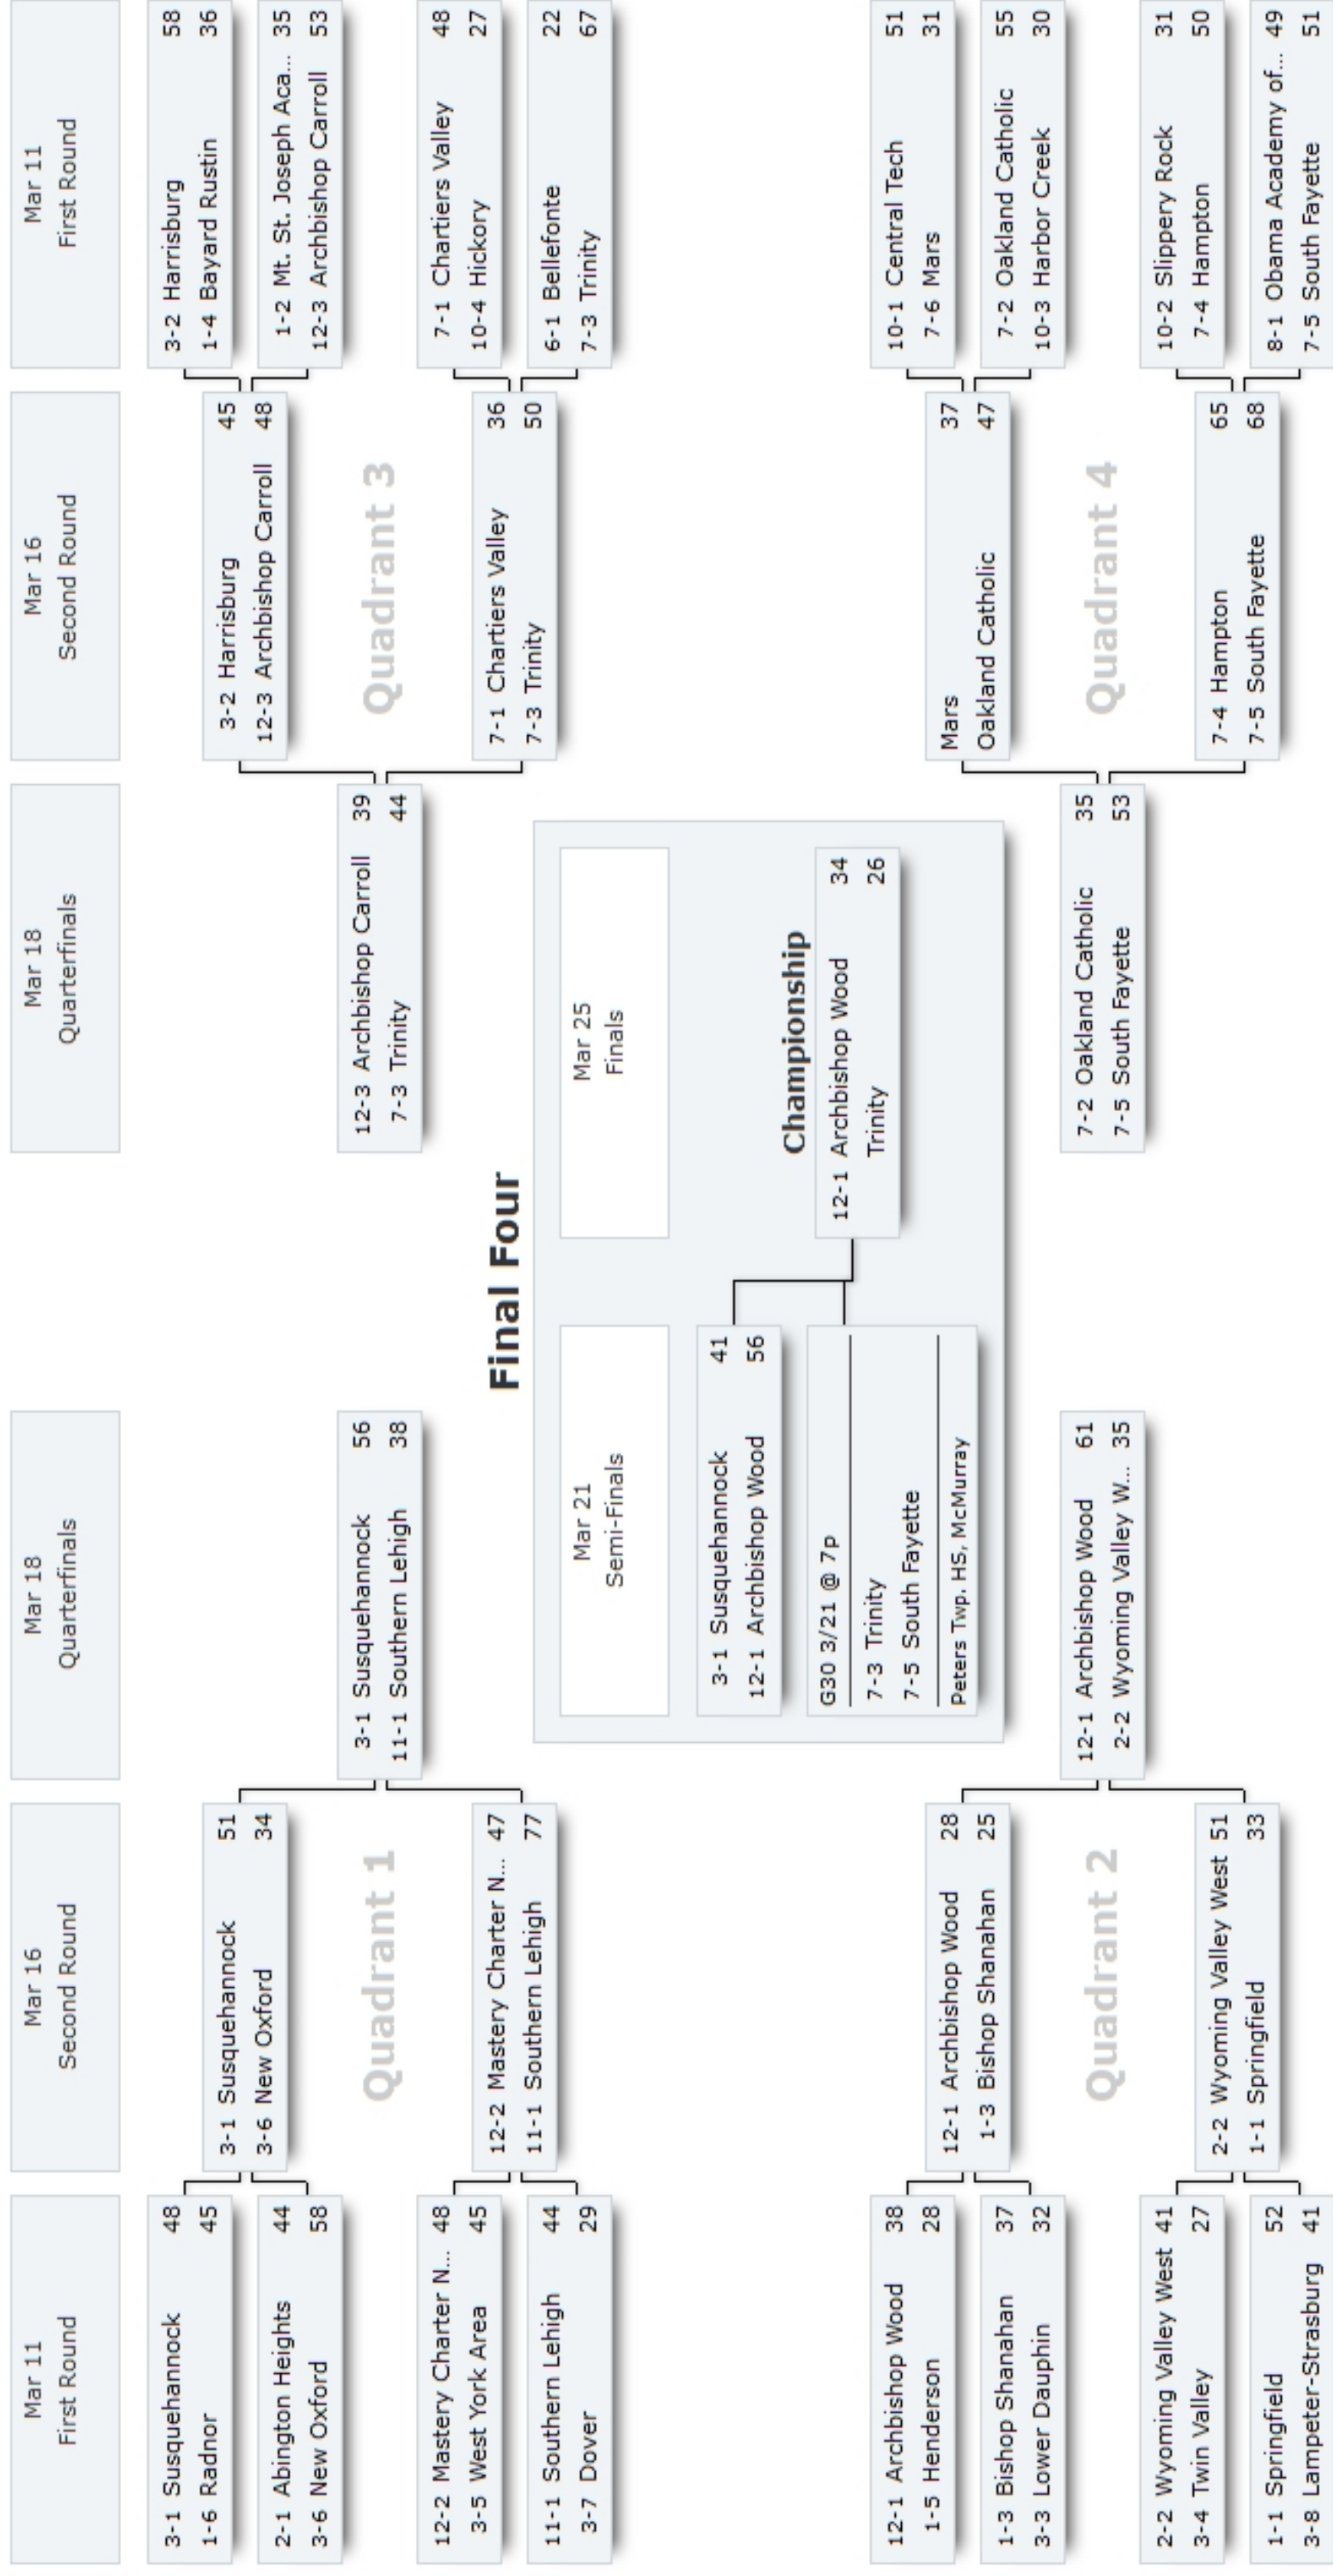 Mar 11
First Round
Mar 16
Second Round
Mar 18
Quarterfinals
Mar 18
Quarterfinals
Mar 16
Second Round
Mar 11
First Round
3-1 Susquehannock 48
1-6 Radnor 45
2-1 Abington Heights 44
3-6 New Oxford 58
12-2 Mastery Charter N... 48
3-5 West York Area 45
11-1 Southern Lehigh 44
3-7 Dover 29
3-1 Susquehannock 51
3-6 New Oxford 34
Quadrant 1
12-2 Mastery Charter N... 47
11-1 Southern Lehigh 77
3-1 Susquehannock 56
11-1 Southern Lehigh 38
12-3 Archbishop Carroll 39
7-3 Trinity 44
3-2 Harrisburg 45
12-3 Archbishop Carroll 48
Quadrant 3
7-1 Chartiers Valley 36
7-3 Trinity 50
3-2 Harrisburg 58
1-4 Bayard Rustin 36
1-2 Mt. St. Joseph Aca... 35
12-3 Archbishop Carroll 53
7-1 Chartiers Valley 48
10-4 Hickory 27
6-1 Bellefonte 22
7-3 Trinity 67
Final Four
Mar 21
Semi-Finals
Mar 25
Finals
3-1 Susquehannock 41
12-1 Archbishop Wood 56
G30 3/21 @ 7p
7-3 Trinity
7-5 South Fayette
Peters Twp. HS, McMurray
Championship
12-1 Archbishop Wood 34
Trinity 26
12-1 Archbishop Wood 38
1-5 Henderson 28
1-3 Bishop Shanahan 37
3-3 Lower Dauphin 32
2-2 Wyoming Valley West 41
3-4 Twin Valley 27
1-1 Springfield 52
3-8 Lampeter-Strasburg 41
12-1 Archbishop Wood 28
1-3 Bishop Shanahan 25
Quadrant 2
2-2 Wyoming Valley West 51
1-1 Springfield 33
12-1 Archbishop Wood 61
2-2 Wyoming Valley W... 35
7-2 Oakland Catholic 35
7-5 South Fayette 53
Mars 37
Oakland Catholic 47
Quadrant 4
7-4 Hampton 65
7-5 South Fayette 68
10-1 Central Tech 51
7-6 Mars 31
7-2 Oakland Catholic 55
10-3 Harbor Creek 30
10-2 Slippery Rock 31
7-4 Hampton 50
8-1 Obama Academy of... 49
7-5 South Fayette 51